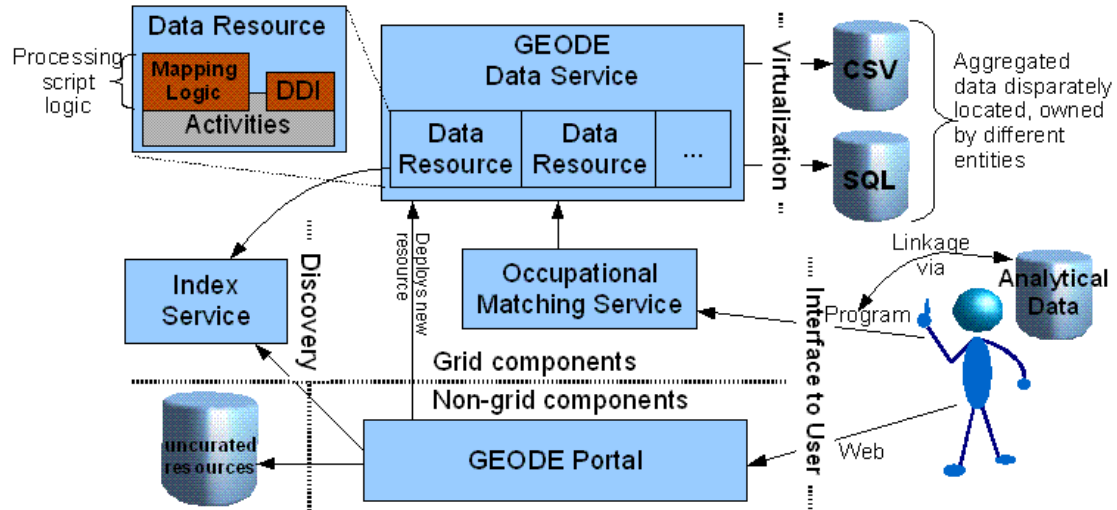 Data Resource
Processing
script
logic
Mapping
Logic
DDI
Activities
GEODE
Data Service
Data
Resource
Data
Resource
...
Virtualization
CSV
SQL
Aggregated
data disparately
located, owned
by different
entities
Index
Service
Discovery
Deploys new
resource
Occupational
Matching Service
Linkage
via
Analytical
Data
Program
Interface to User
Grid components
Non-grid components
uncurated
resources
GEODE Portal
Web